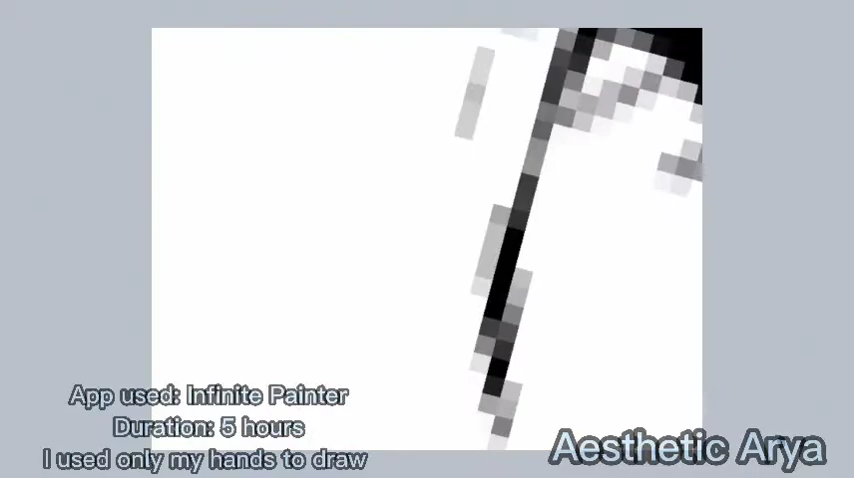 App used: Infinite Painter
Duration: 5 hours
I used only my hands to draw
Aesthetic Arya